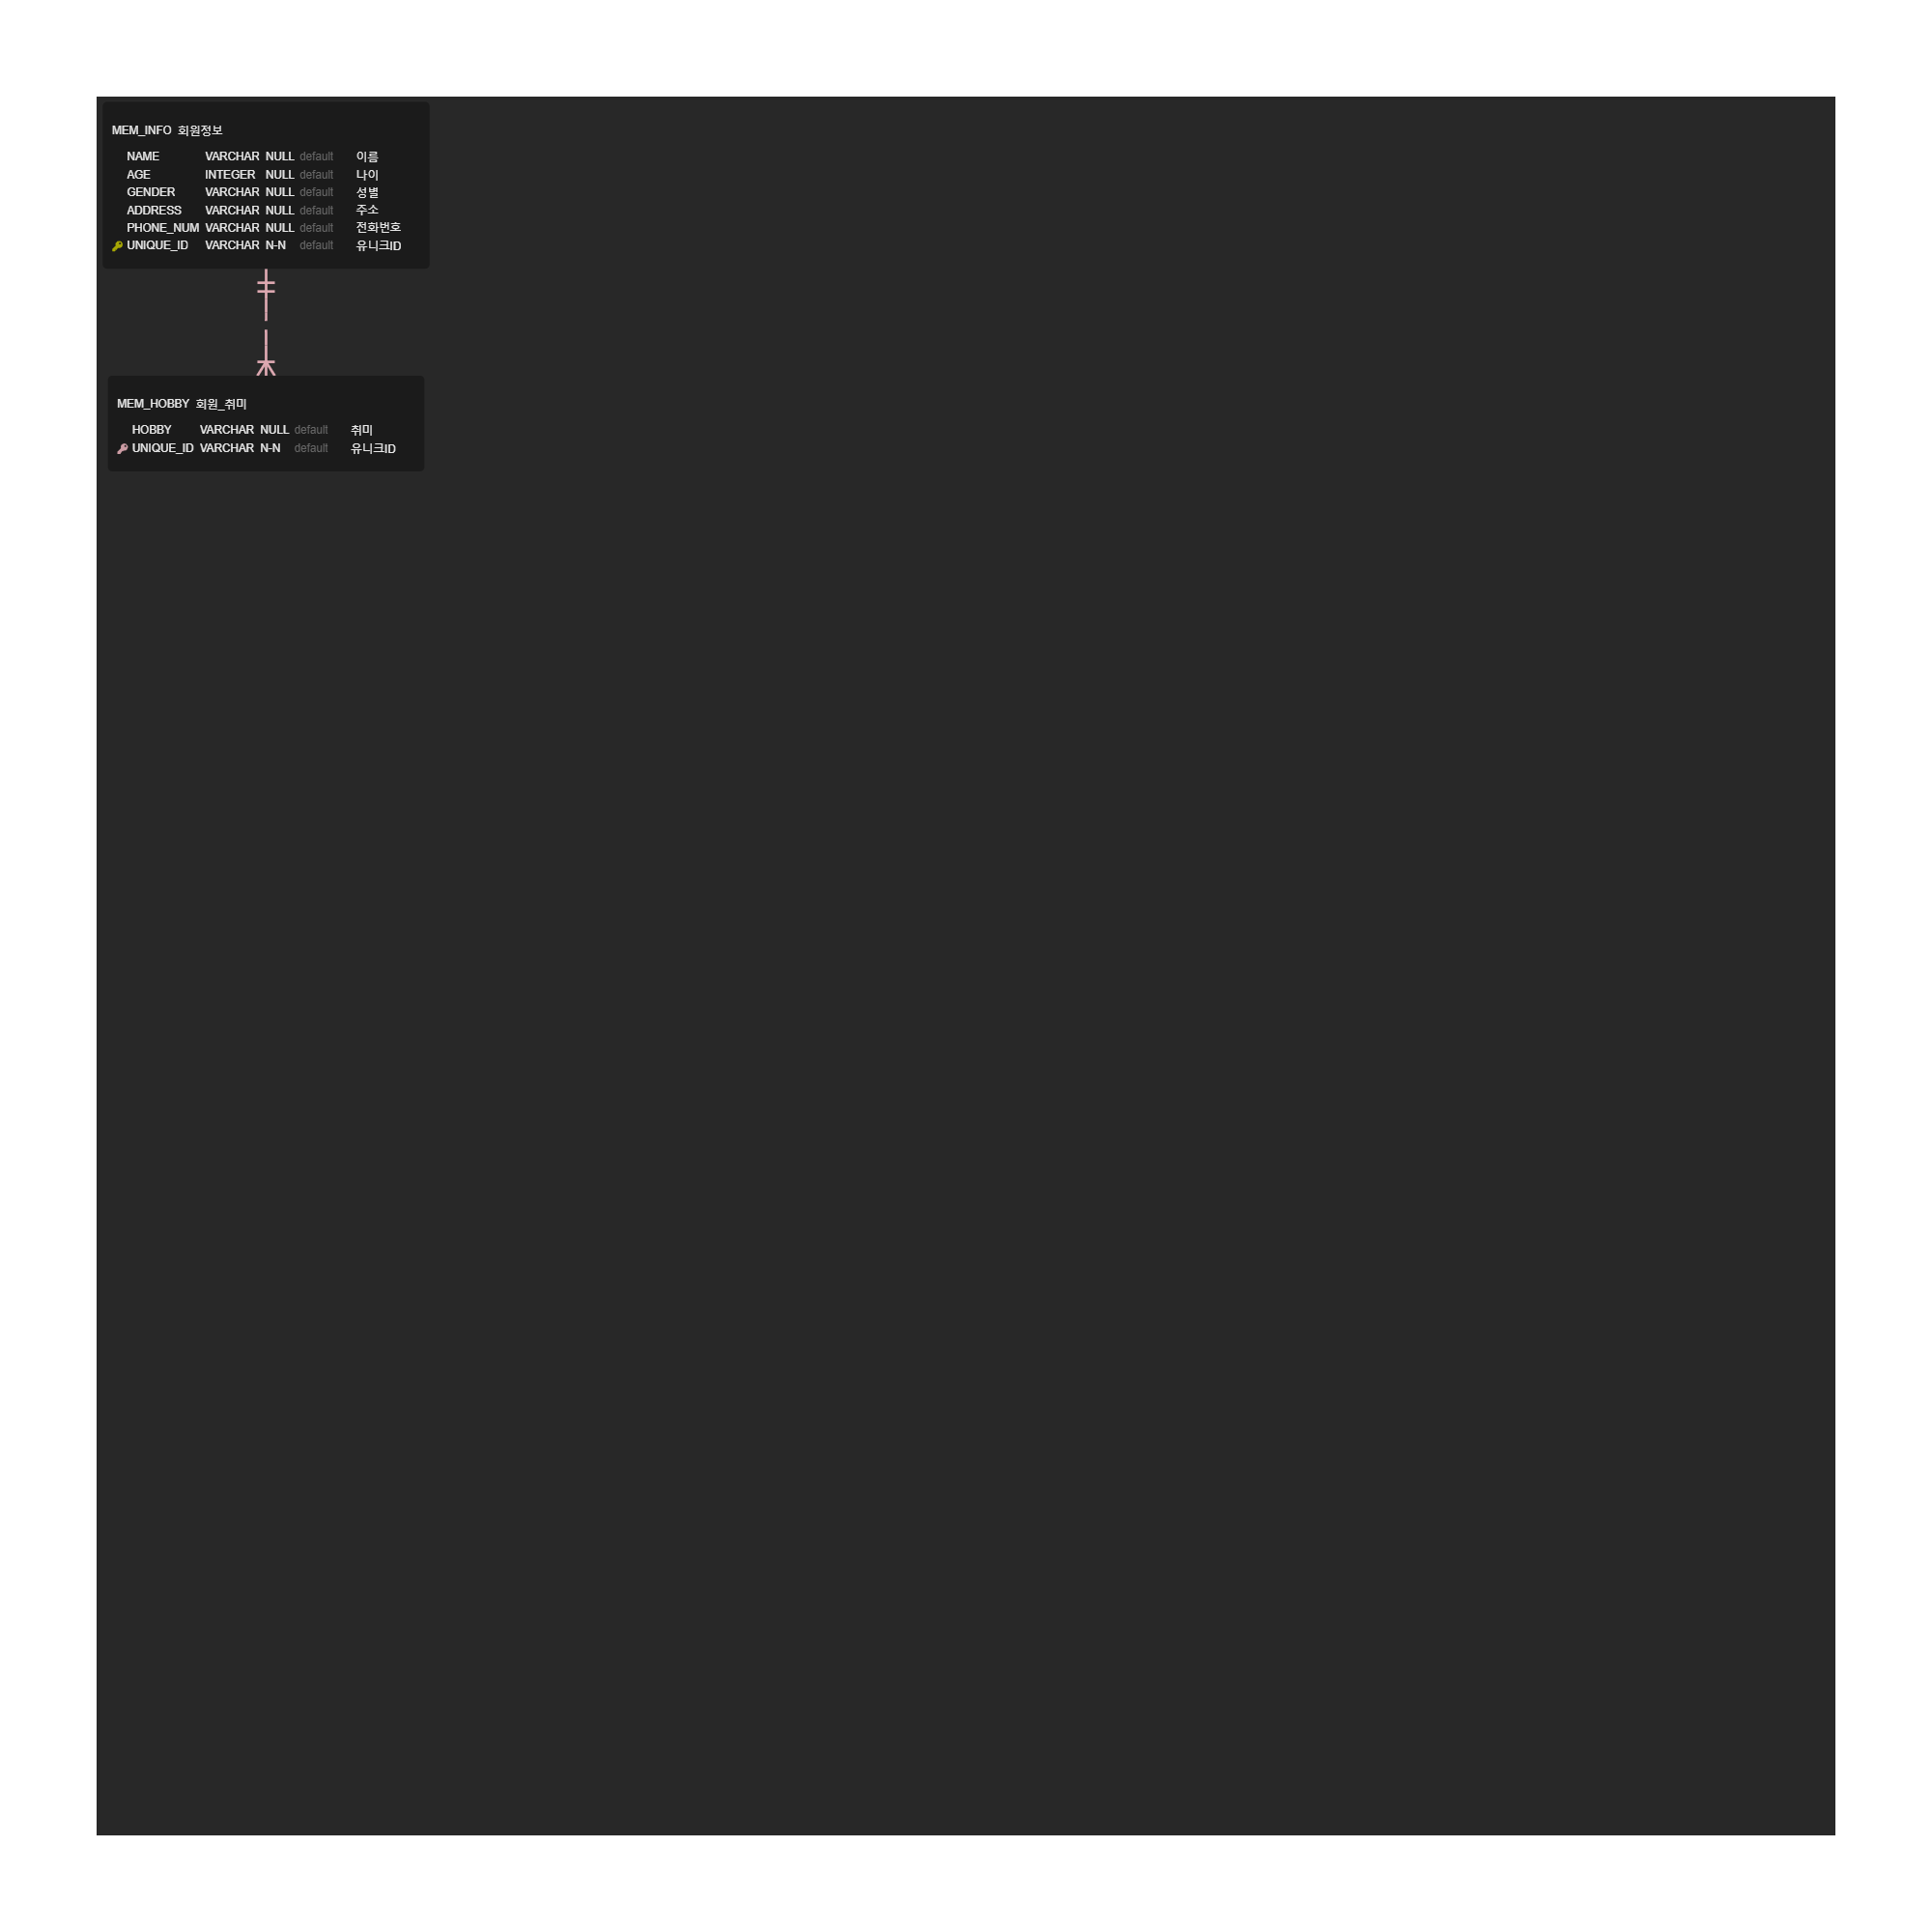 MEM_INFO 회원정보
NAME VARCHAR NULL default 이름
AGE INTEGER NULL default 나이
GENDER VARCHAR NULL default 성별
ADDRESS VARCHAR NULL default 주소
PHONE_NUM VARCHAR NULL default 전화번호
UNIQUE_ID VARCHAR N-N default 유니크ID
MEM_HOBBY 회원_취미
HOBBY VARCHAR NULL default 취미
UNIQUE_ID VARCHAR N-N default 유니크ID